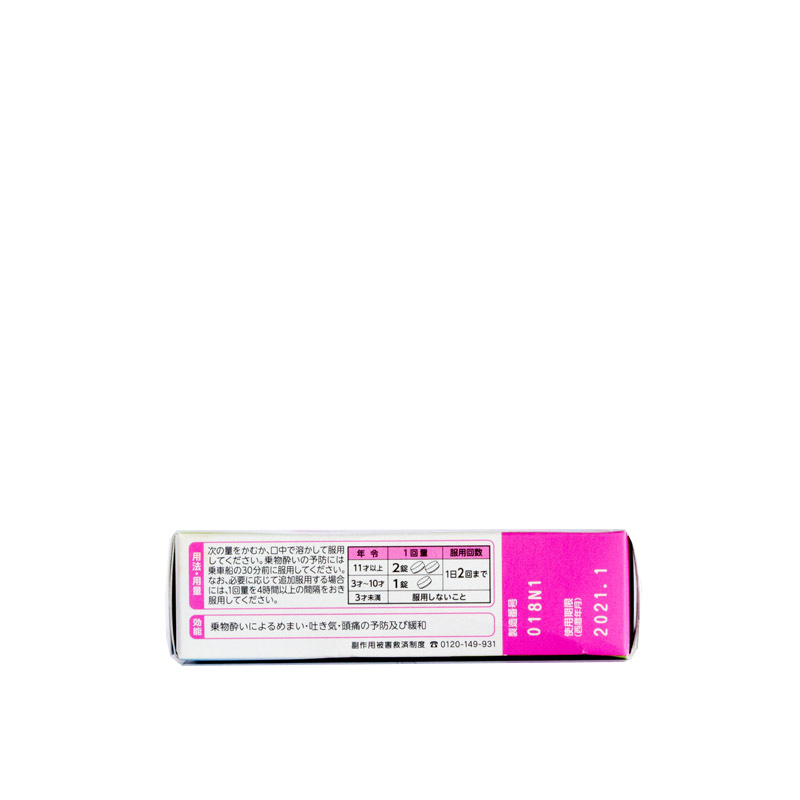 用法・用量
次の量をかむか、口中で溶かして服用
してください。乗物酔いの予防には
乗車船の30分前に服用してください。
なお、必要に応じて追加服用する場合
には、1回量を4時間以上の間隔をおき
服用してください。
年令 1回量 服用回数
11才以上 2錠 1日2回まで
3才〜10才 1錠
3才未満 服用しないこと
効能
乗物酔いによるめまい・吐き気・頭痛の予防及び緩和
副作用被害救済制度 ☎0120-149-931
製造番号
018N1
使用期限
(西暦年月)
2021.1